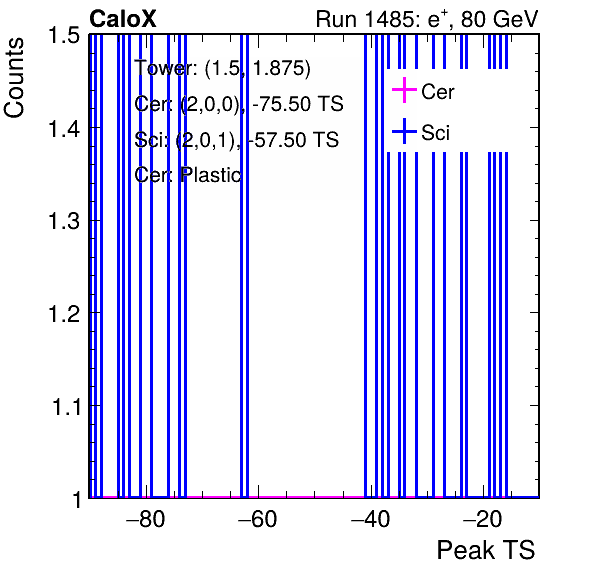 CaloX
Run 1485: e+, 80 GeV
Counts
1.5
1.4
1.3
1.2
1.1
1
Tower: (1.5, 1.875)
Cer: (2,0,0), -75.50 TS
Sci: (2,0,1), -57.50 TS
Cer: Plastic
Cer
Sci
−80
−60
−40
−20
Peak TS